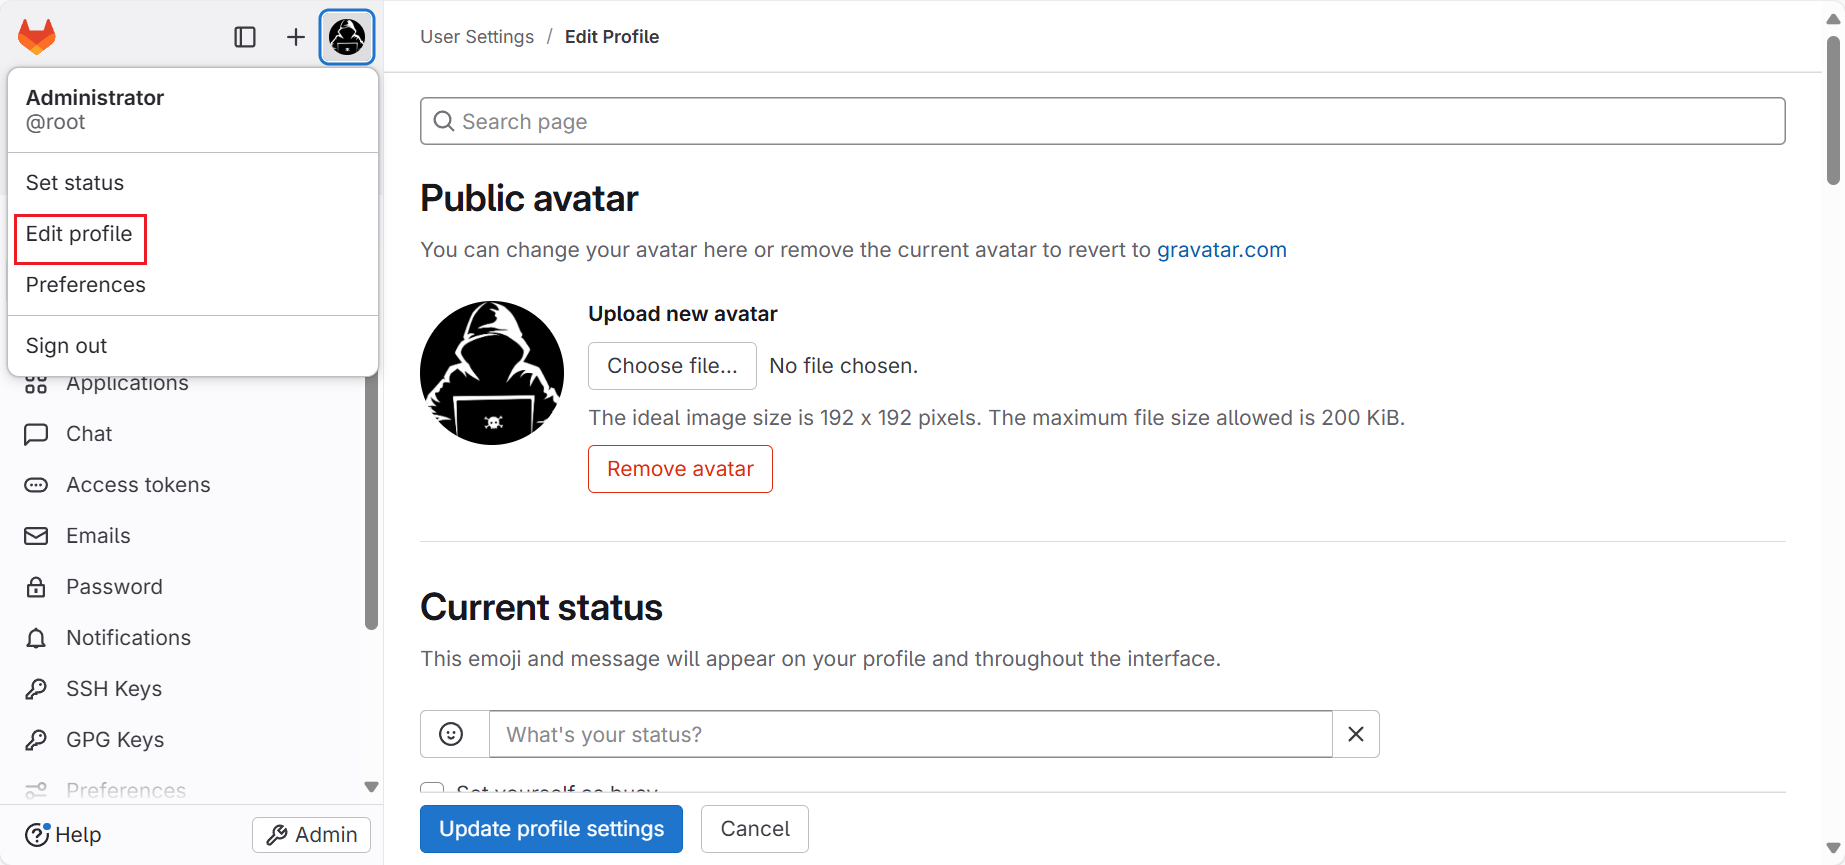 User Settings / Edit Profile
Administrator
@root
Set status
Edit profile
Preferences
Sign out
Applications
Chat
Access tokens
Emails
Password
Notifications
SSH Keys
GPG Keys
Preferences
Help
Admin
Search page
Public avatar
You can change your avatar here or remove the current avatar to revert to gravatar.com
Upload new avatar
Choose file... No file chosen.
The ideal image size is 192 x 192 pixels. The maximum file size allowed is 200 KiB.
Remove avatar
Current status
This emoji and message will appear on your profile and throughout the interface.
What's your status?
Set yourself as busy
Update profile settings
Cancel